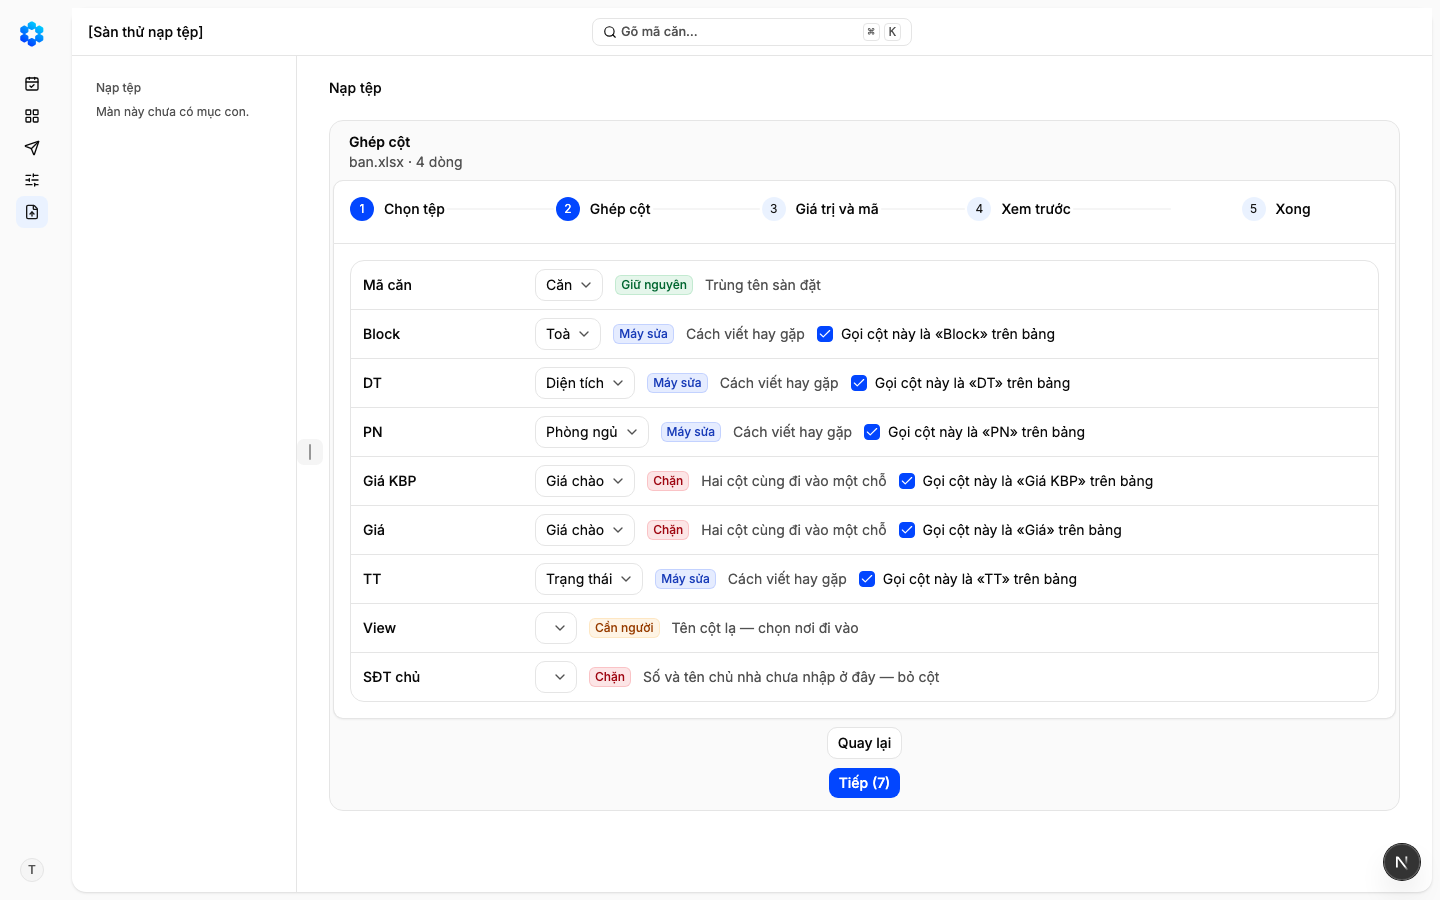 [Sàn thử nạp tệp]
Gõ mã căn...
⌘ K
Nạp tệp
Màn này chưa có mục con.
Nạp tệp
Ghép cột
ban.xlsx · 4 dòng
1 Chọn tệp
2 Ghép cột
3 Giá trị và mã
4 Xem trước
5 Xong
Mã căn Căn Giữ nguyên Trùng tên sàn đặt
Block Toà Máy sửa Cách viết hay gặp Gọi cột này là «Block» trên bảng
DT Diện tích Máy sửa Cách viết hay gặp Gọi cột này là «DT» trên bảng
PN Phòng ngủ Máy sửa Cách viết hay gặp Gọi cột này là «PN» trên bảng
Giá KBP Giá chào Chặn Hai cột cùng đi vào một chỗ Gọi cột này là «Giá KBP» trên bảng
Giá Giá chào Chặn Hai cột cùng đi vào một chỗ Gọi cột này là «Giá» trên bảng
TT Trạng thái Máy sửa Cách viết hay gặp Gọi cột này là «TT» trên bảng
View Cần người Tên cột lạ — chọn nơi đi vào
SĐT chủ Chặn Số và tên chủ nhà chưa nhập ở đây — bỏ cột
Quay lại
Tiếp (7)
T
N